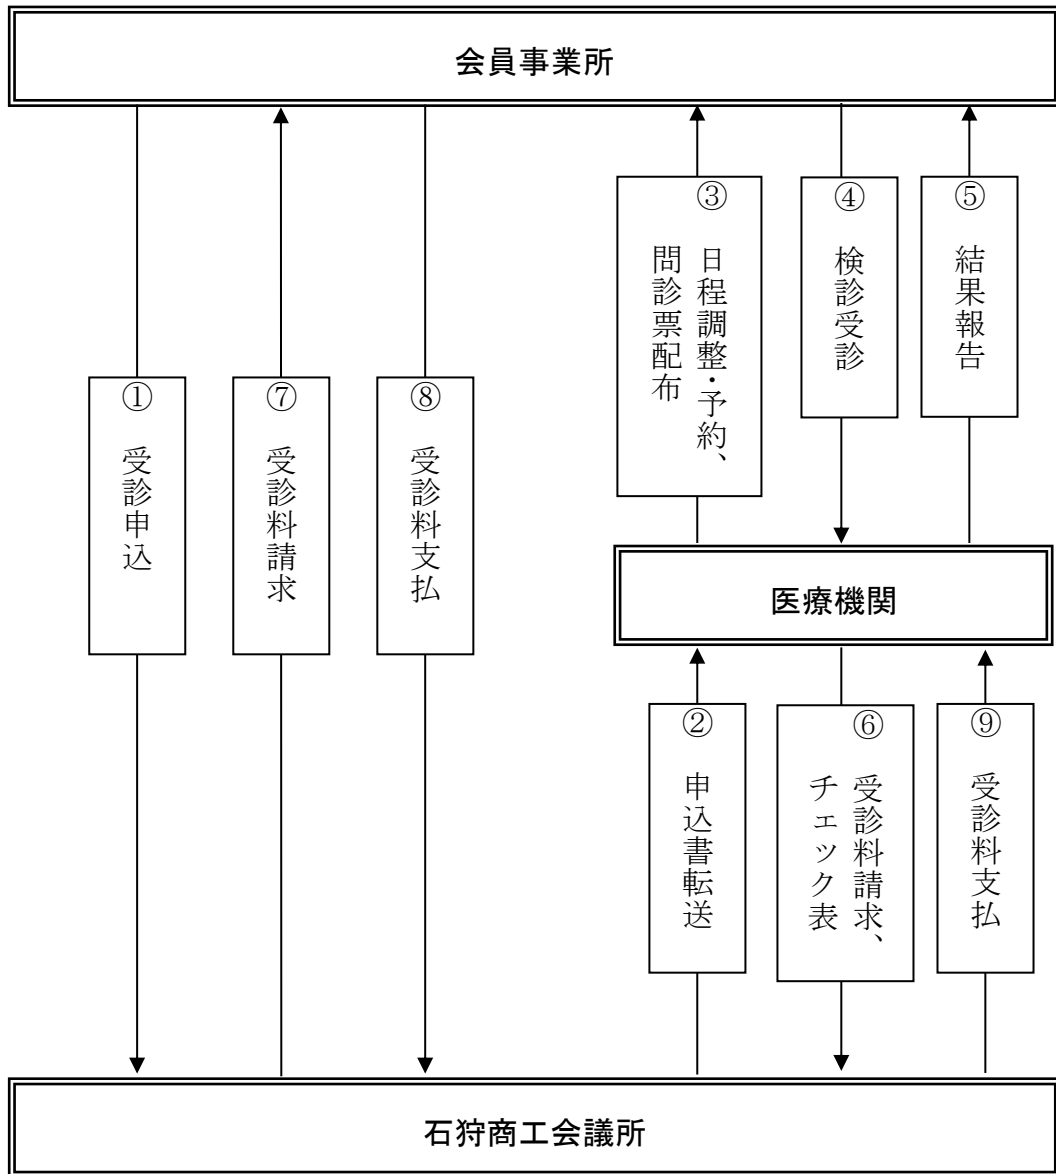 会員事業所
①
受診申込
⑦
受診料請求
⑧
受診料支払
③
日程調整・予約、
問診票配布
④
検診受診
⑤
結果報告
医療機関
②
申込書転送
⑥
受診料請求、
チェック表
⑨
受診料支払
石狩商工会議所